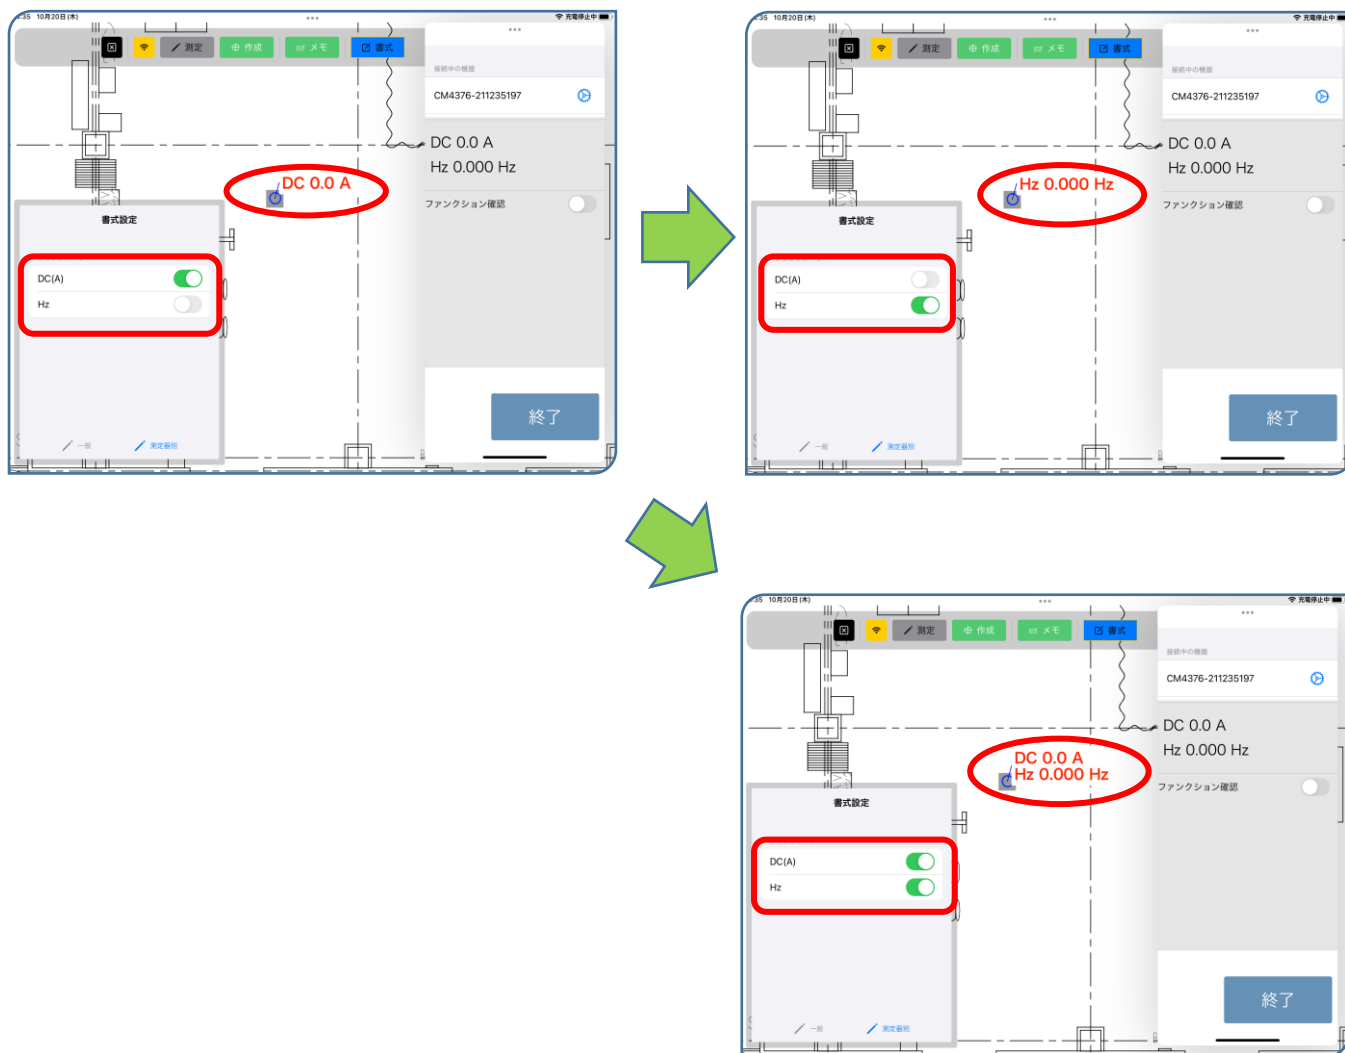 :35 10月20日(木)
充電停止中
測定
作成
メモ
書式
接続中の機器
CM4376-211235197
DC 0.0 A
Hz 0.000 Hz
DC 0.0 A
ファンクション確認
書式設定
DC(A)
Hz
終了
一般
測定器別
:35 10月20日(木)
充電停止中
測定
作成
メモ
書式
接続中の機器
CM4376-211235197
DC 0.0 A
Hz 0.000 Hz
Hz 0.000 Hz
ファンクション確認
書式設定
DC(A)
Hz
終了
一般
測定器別
:35 10月20日(木)
充電停止中
測定
作成
メモ
書式
接続中の機器
CM4376-211235197
DC 0.0 A
Hz 0.000 Hz
DC 0.0 A
Hz 0.000 Hz
ファンクション確認
書式設定
DC(A)
Hz
終了
一般
測定器別